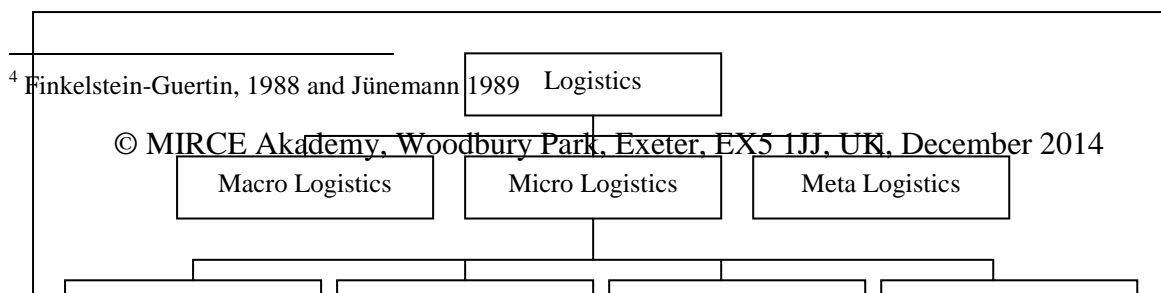 Logistics
⁴ Finkelstein-Guertin, 1988 and Jünemann 1989
© MIRCE Akademy, Woodbury Park, Exeter, EX5 1JJ, UK, December 2014
Macro Logistics Micro Logistics Meta Logistics